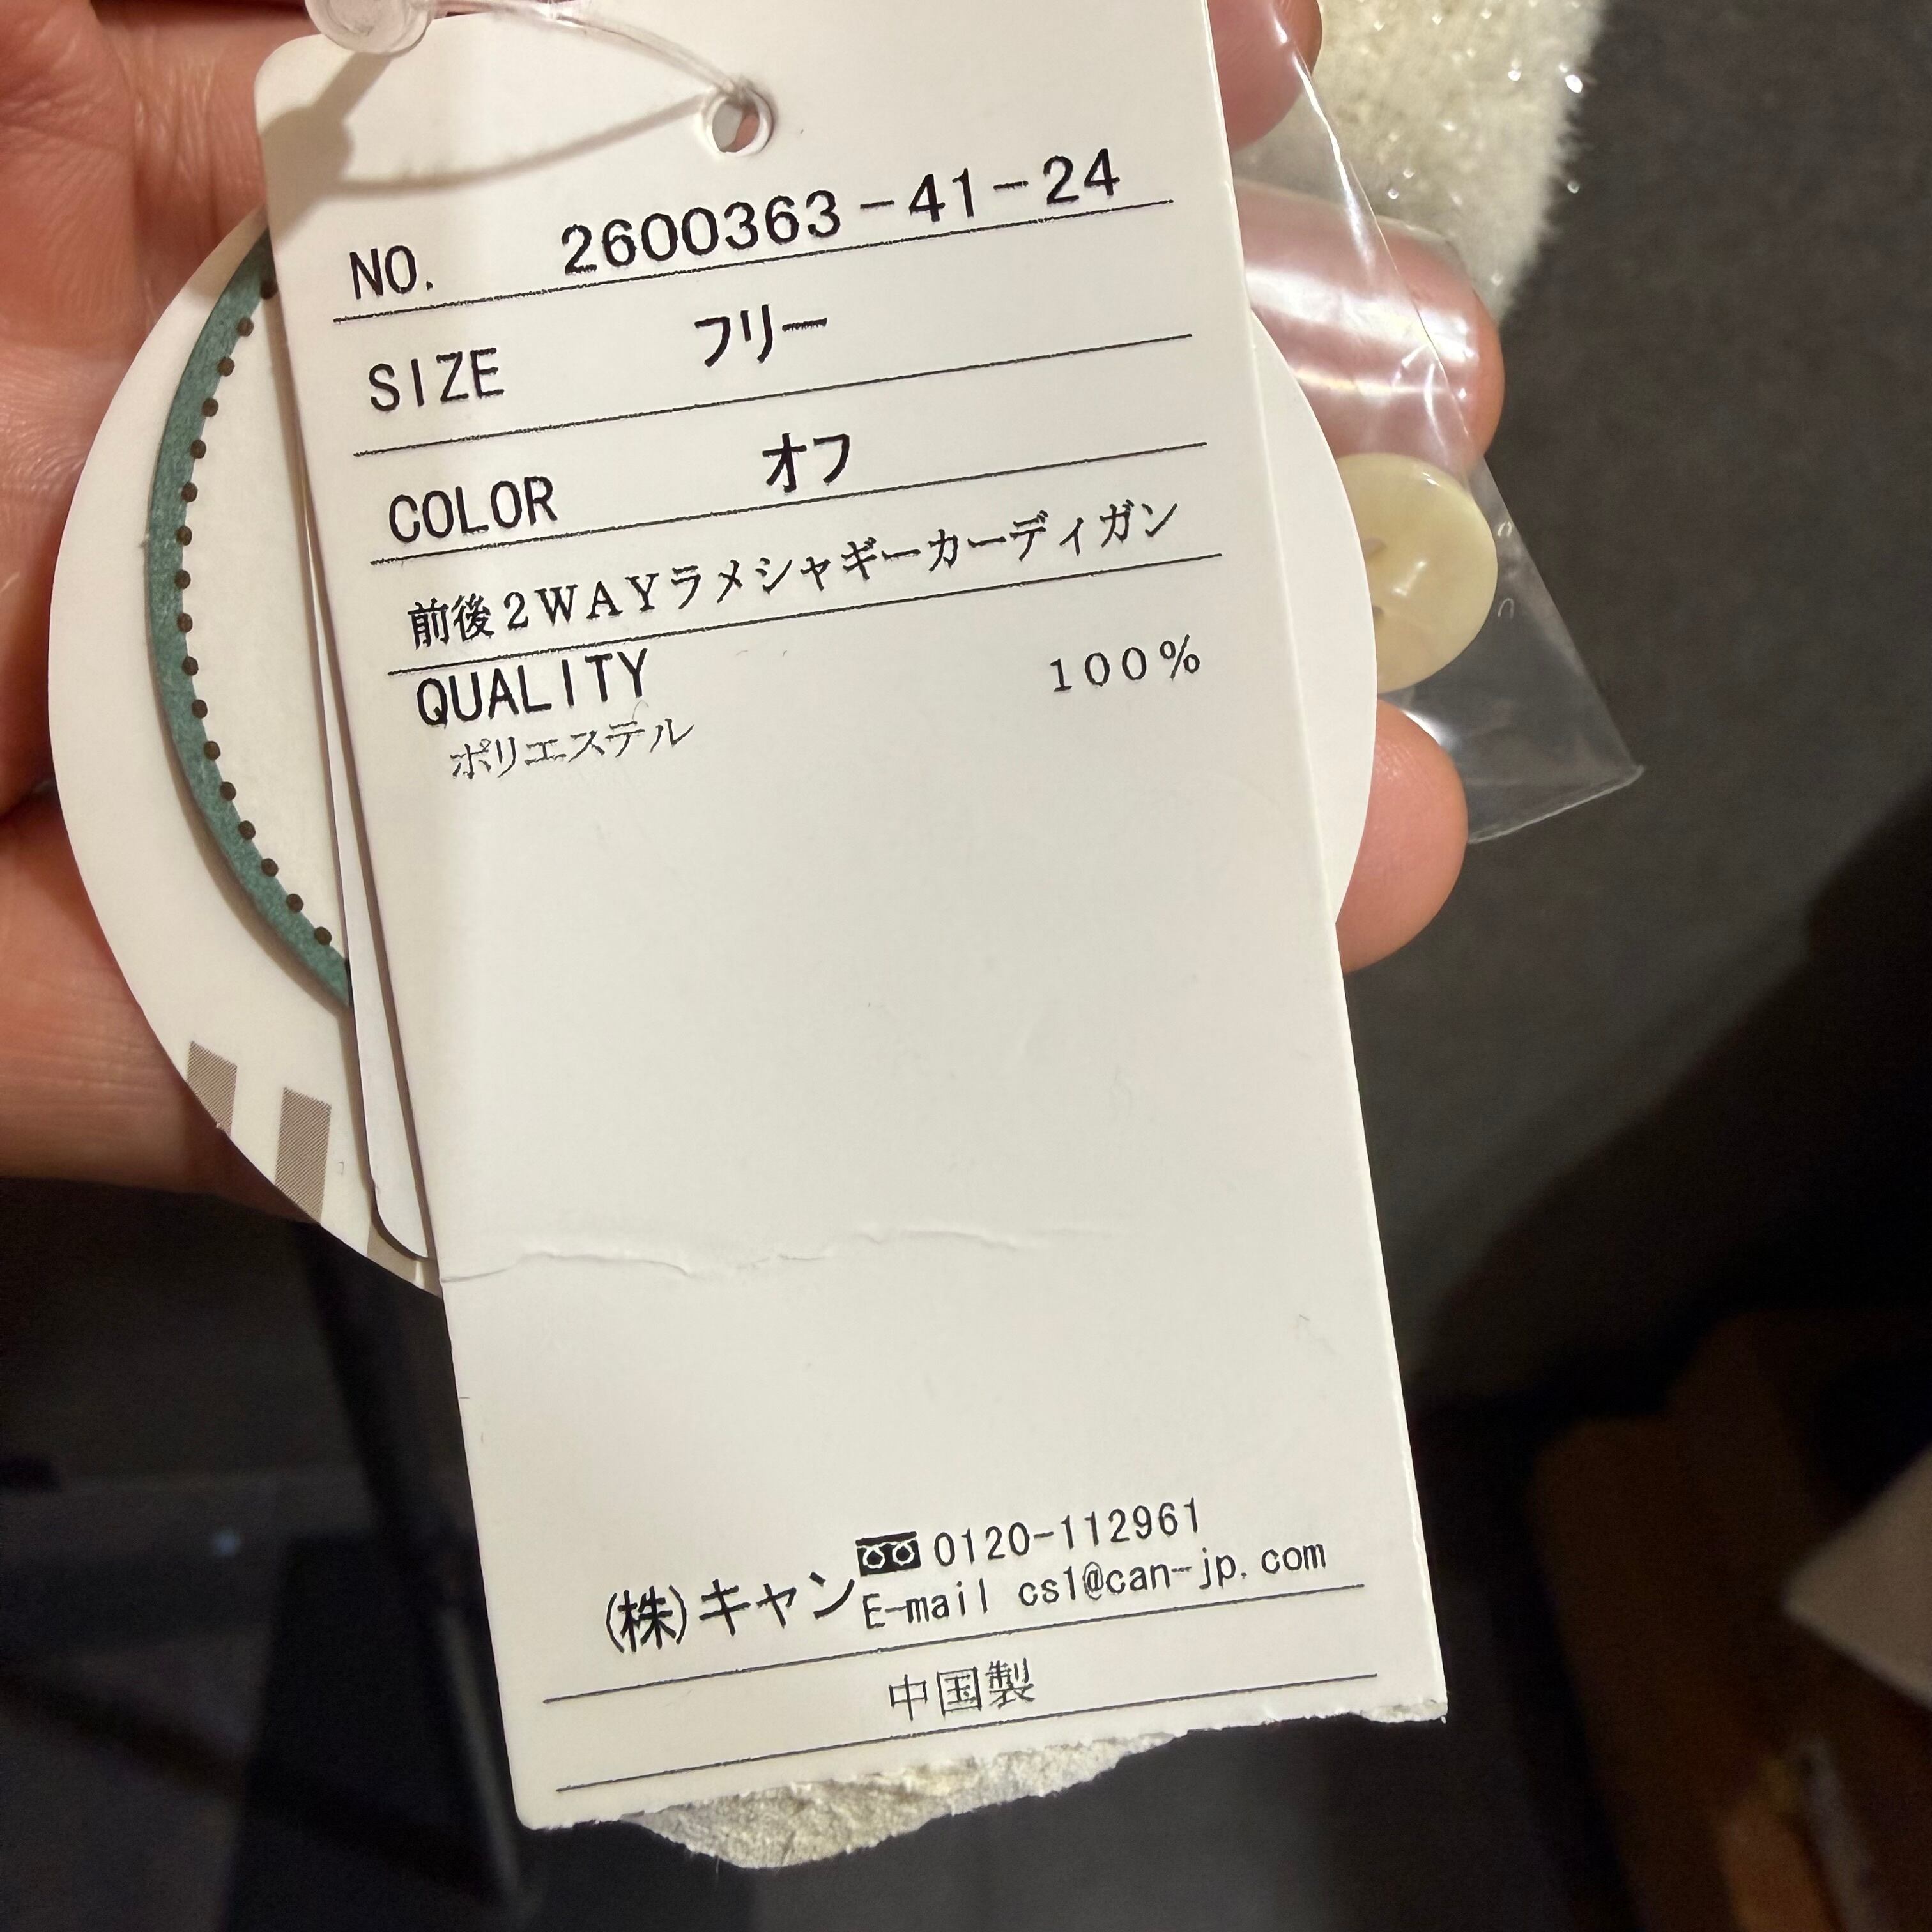 NO. 2600363-41-24
SIZE フリー
COLOR オフ
前後2WAYラメシャギーカーディガン
QUALITY
ポリエステル 100%
(株)キャン 0120-112961
E-mail cs1@can-jp.com
中国製